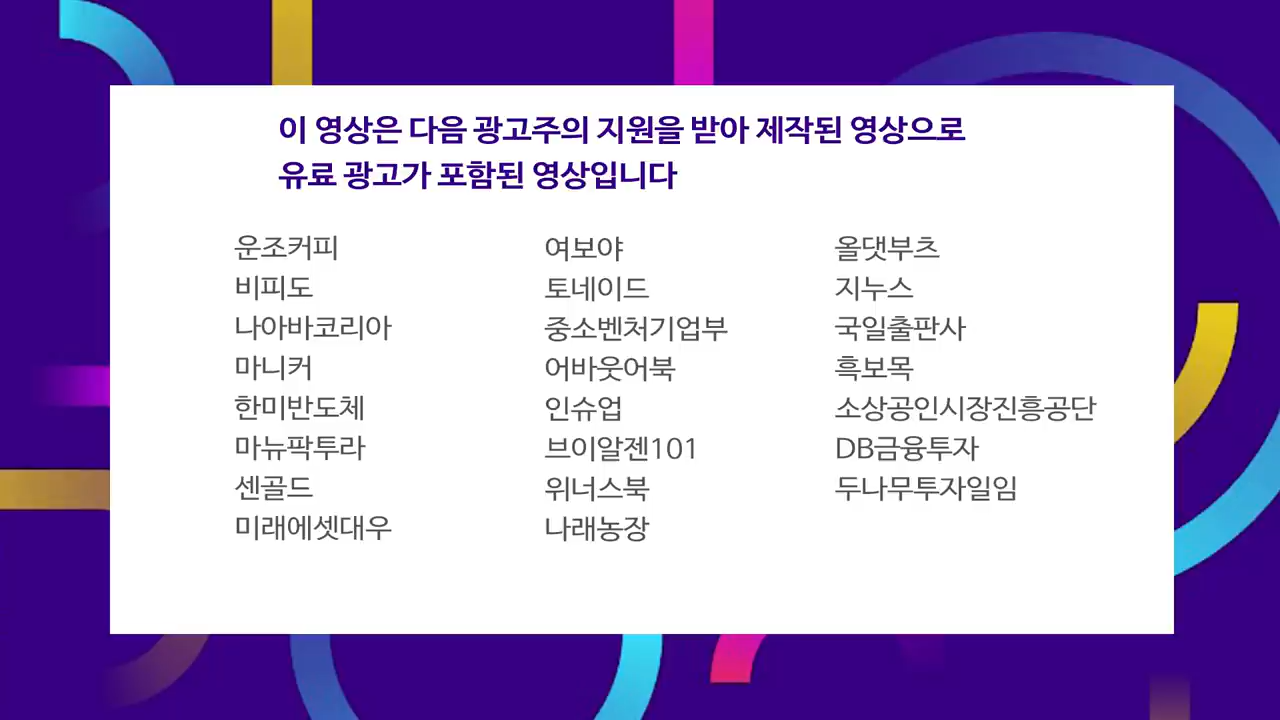 이 영상은 다음 광고주의 지원을 받아 제작된 영상으로
유료 광고가 포함된 영상입니다
운조커피
비피도
나아바코리아
마니커
한미반도체
마뉴팍투라
센골드
미래에셋대우
여보야
토네이드
중소벤처기업부
어바웃어북
인슈업
브이알젠101
위너스북
나래농장
올댓부츠
지누스
국일출판사
흑보목
소상공인시장진흥공단
DB금융투자
두나무투자일임